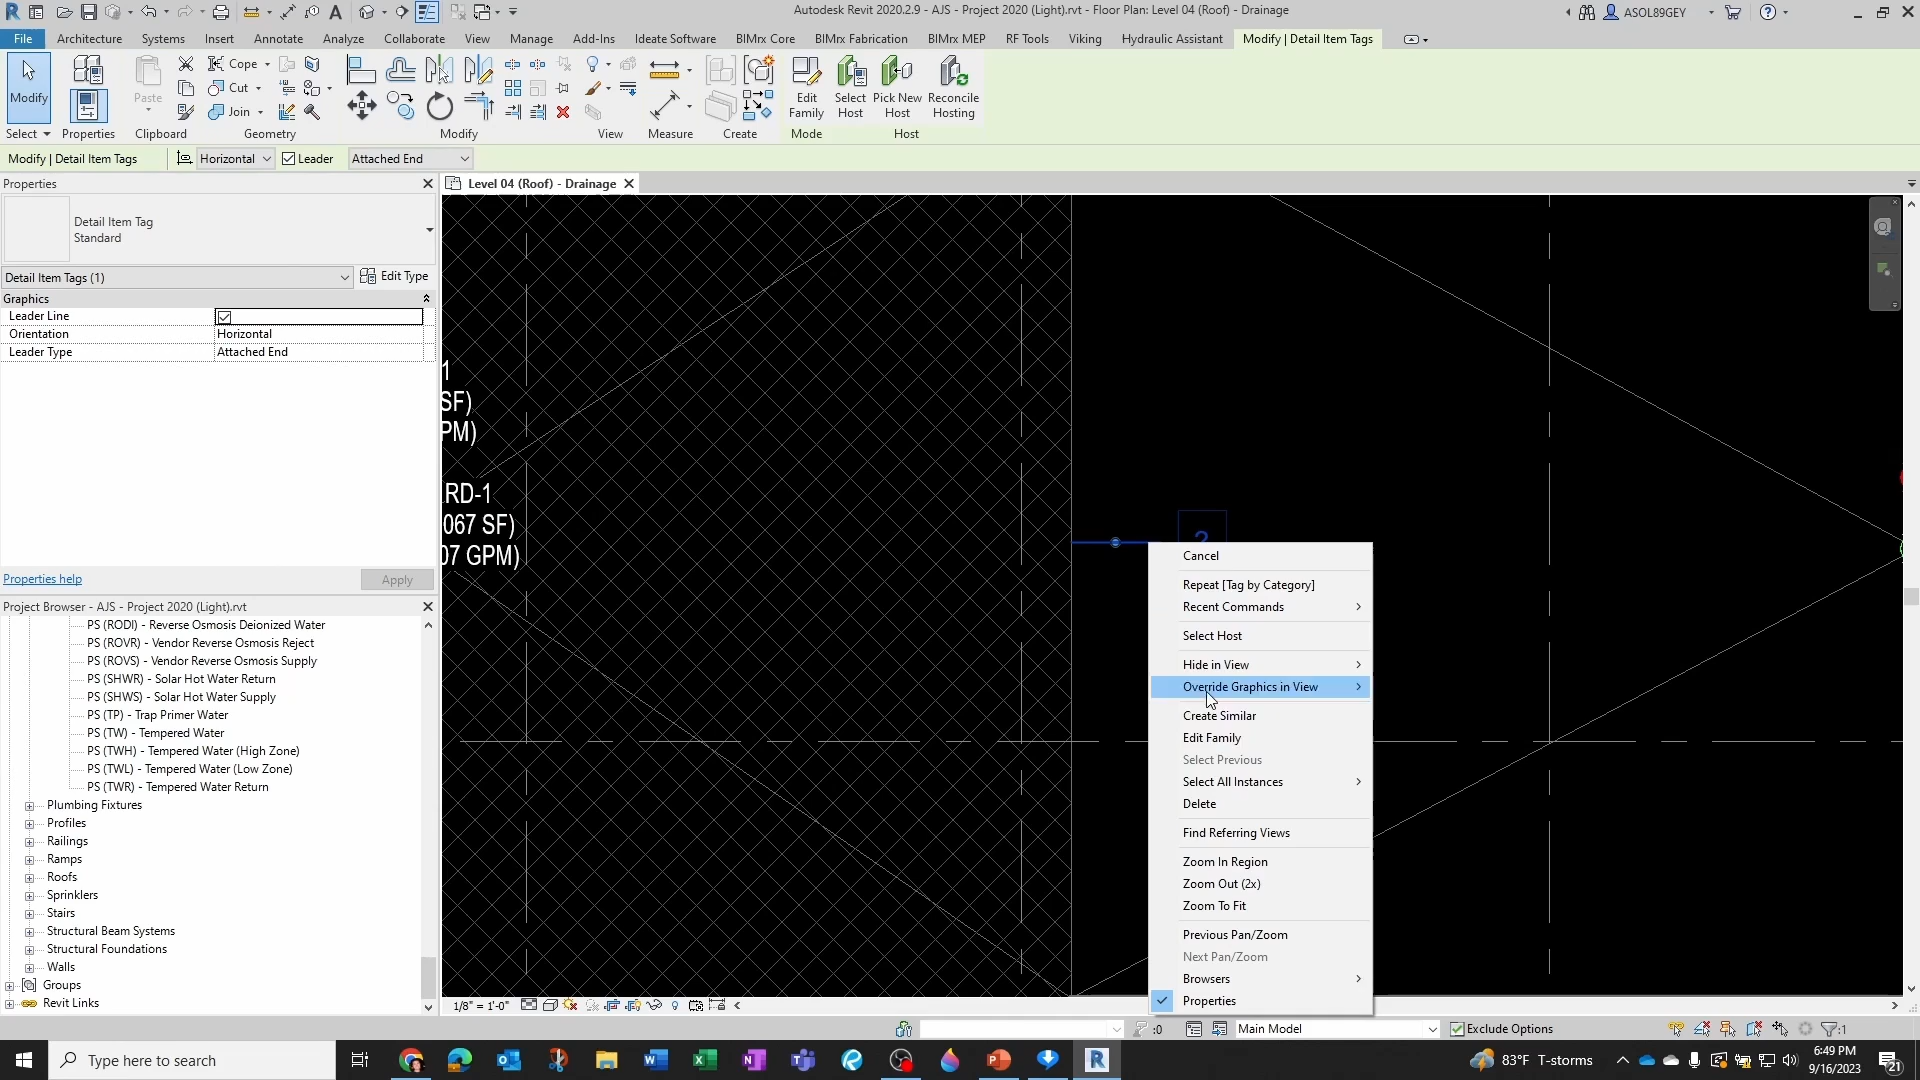 Autodesk Revit 2020.2.9 - AJS - Project 2020 (Light).rvt - Floor Plan: Level 04 (Roof) - Drainage
ASOL89GEY
File Architecture Systems Insert Annotate Analyze Collaborate View Manage Add-Ins Ideate Software BIMrx Core BIMrx Fabrication BIMrx MEP RF Tools Viking Hydraulic Assistant Modify | Detail Item Tags
Modify
Paste
Cope
Cut
Join
Edit Family
Select Host
Pick New Host
Reconcile Hosting
Select Properties Clipboard Geometry Modify View Measure Create Mode Host
Modify | Detail Item Tags Horizontal Leader Attached End
Properties
Level 04 (Roof) - Drainage
Detail Item Tag
Standard
Detail Item Tags (1) Edit Type
Graphics
Leader Line
Orientation Horizontal
Leader Type Attached End
Properties help Apply
Project Browser - AJS - Project 2020 (Light).rvt
PS (RODI) - Reverse Osmosis Deionized Water
PS (ROVR) - Vendor Reverse Osmosis Reject
PS (ROVS) - Vendor Reverse Osmosis Supply
PS (SHWR) - Solar Hot Water Return
PS (SHWS) - Solar Hot Water Supply
PS (TP) - Trap Primer Water
PS (TW) - Tempered Water
PS (TWH) - Tempered Water (High Zone)
PS (TWL) - Tempered Water (Low Zone)
PS (TWR) - Tempered Water Return
Plumbing Fixtures
Profiles
Railings
Ramps
Roofs
Sprinklers
Stairs
Structural Beam Systems
Structural Foundations
Walls
Groups
Revit Links
1
SF)
PM)
RD-1
067 SF)
07 GPM)
?
Cancel
Repeat [Tag by Category]
Recent Commands
Select Host
Hide in View
Override Graphics in View
Create Similar
Edit Family
Select Previous
Select All Instances
Delete
Find Referring Views
Zoom In Region
Zoom Out (2x)
Zoom To Fit
Previous Pan/Zoom
Next Pan/Zoom
Browsers
Properties
1/8" = 1'-0"
:0 Main Model Exclude Options :1
Type here to search
83°F T-storms
6:49 PM
9/16/2023
21